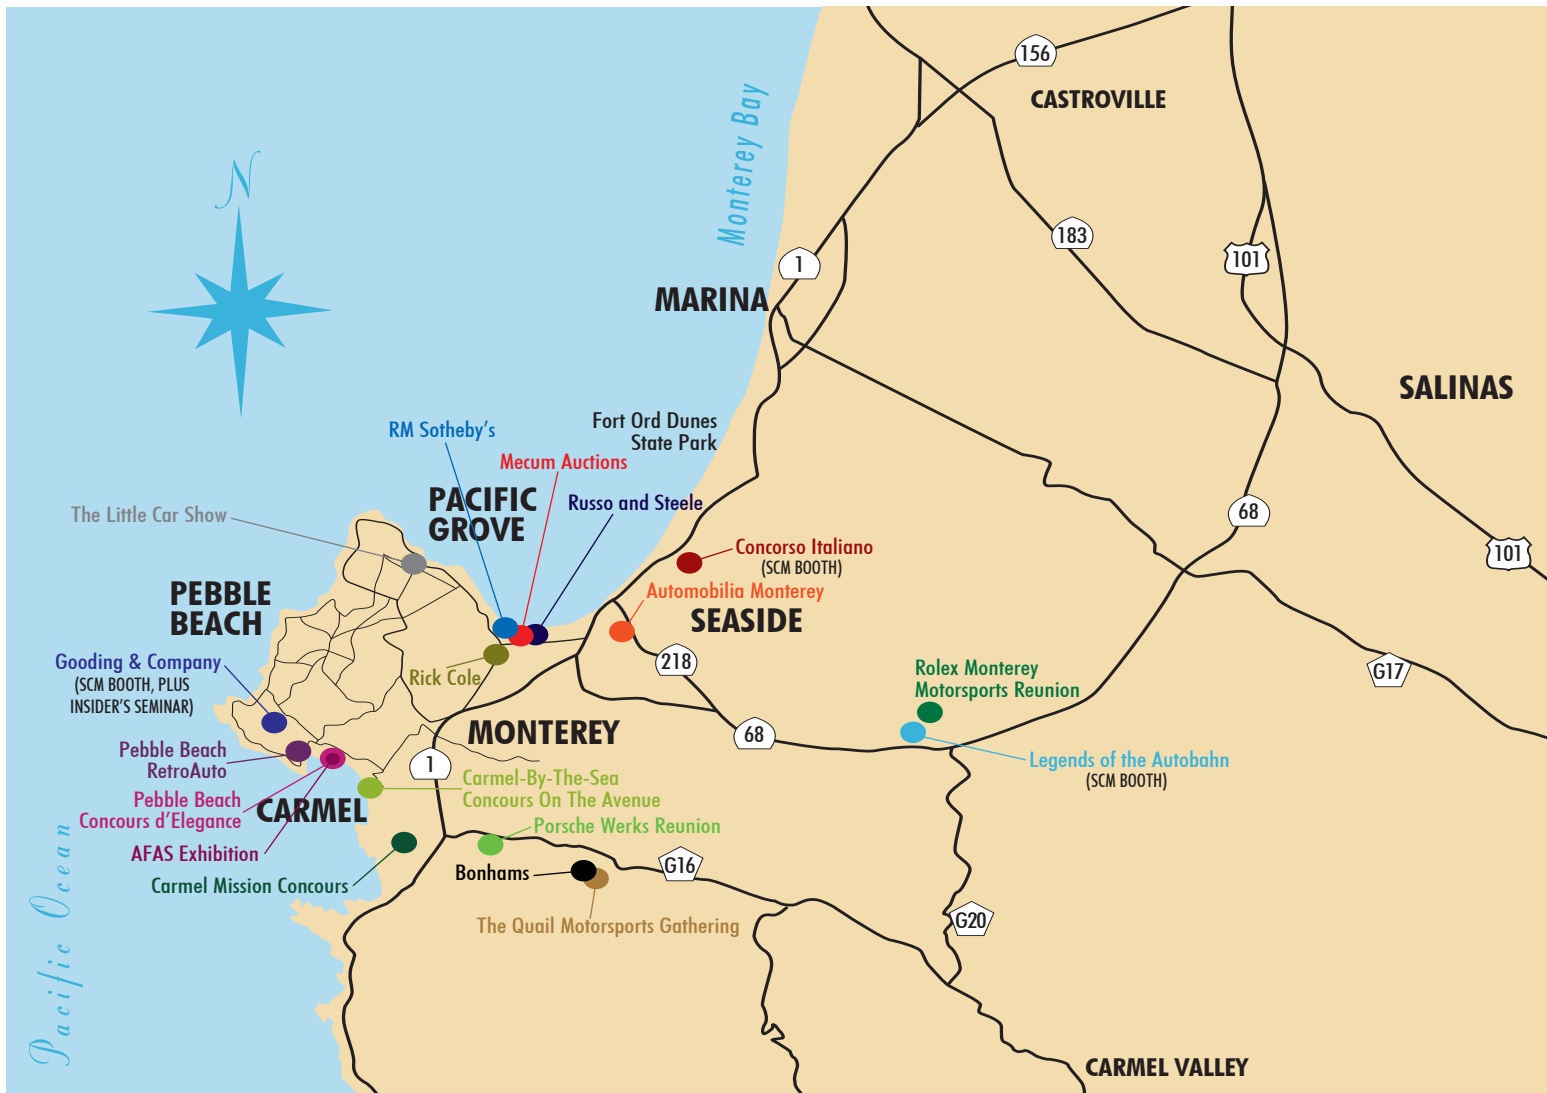 156
CASTROVILLE
Monterey Bay
N
183
101
1
MARINA
SALINAS
Fort Ord Dunes
State Park
RM Sotheby's
Mecum Auctions
PACIFIC
GROVE
Russo and Steele
The Little Car Show
68
101
Concorso Italiano
(SCM BOOTH)
Automobilia Monterey
SEASIDE
PEBBLE
BEACH
Gooding & Company
(SCM BOOTH, PLUS
INSIDER'S SEMINAR)
Rick Cole
218
Rolex Monterey
Motorsports Reunion
G17
MONTEREY
68
Pebble Beach
RetroAuto
1
Legends of the Autobahn
(SCM BOOTH)
Carmel-By-The-Sea
Concours On The Avenue
Pebble Beach
Concours d'Elegance
CARMEL
Porsche Werks Reunion
AFAS Exhibition
Carmel Mission Concours
Bonhams
G16
The Quail Motorsports Gathering
G20
Pacific Ocean
CARMEL VALLEY